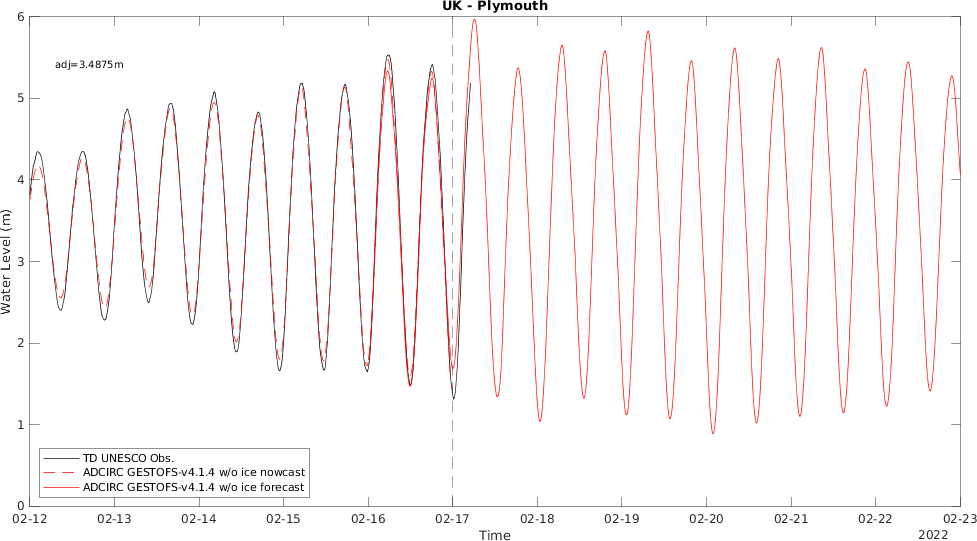 UK - Plymouth
adj=3.4875m
6
5
4
3
2
1
0
Water Level (m)
TD UNESCO Obs.
ADCIRC GESTOFS-v4.1.4 w/o ice nowcast
ADCIRC GESTOFS-v4.1.4 w/o ice forecast
02-12 02-13 02-14 02-15 02-16 02-17 02-18 02-19 02-20 02-21 02-22 02-23
Time
2022